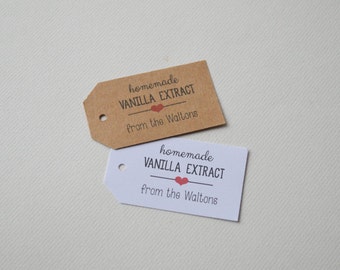 homemade
VANILLA EXTRACT
from the Waltons
homemade
VANILLA EXTRACT
from the Waltons